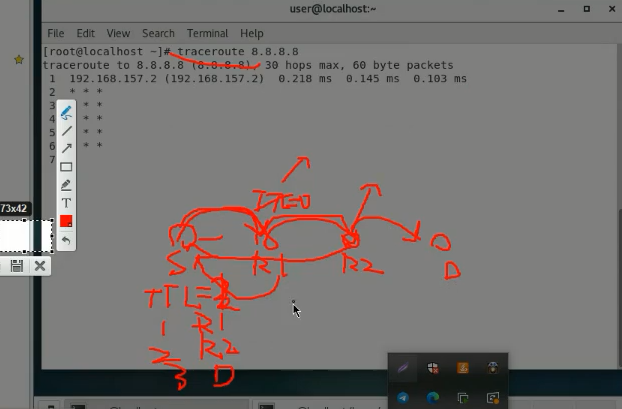 user@localhost:~
File Edit View Search Terminal Help
[root@localhost ~]# traceroute 8.8.8.8
traceroute to 8.8.8.8 (8.8.8.8), 30 hops max, 60 byte packets
1 192.168.157.2 (192.168.157.2) 0.218 ms 0.145 ms 0.103 ms
2 * * *
3 * *
4 * *
5 * *
6 * *
7
T
73x42
TTL=0
S R1 R2 D
TTL=
1 R1
2 R2
3 D